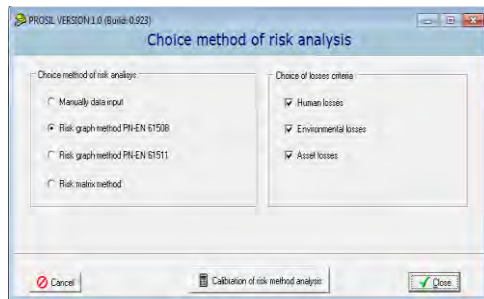 PROSIL VERSION 1.0 (Build: 0.923)
Choice method of risk analysis
Choice method of risk analisys
Manually data input
Risk graph method PN-EN 61508
Risk graph method PN-EN 61511
Risk matrix method
Choice of losses criteria
Human losses
Environmental losses
Asset losses
Cancel
Calibration of risk method analysis
Close